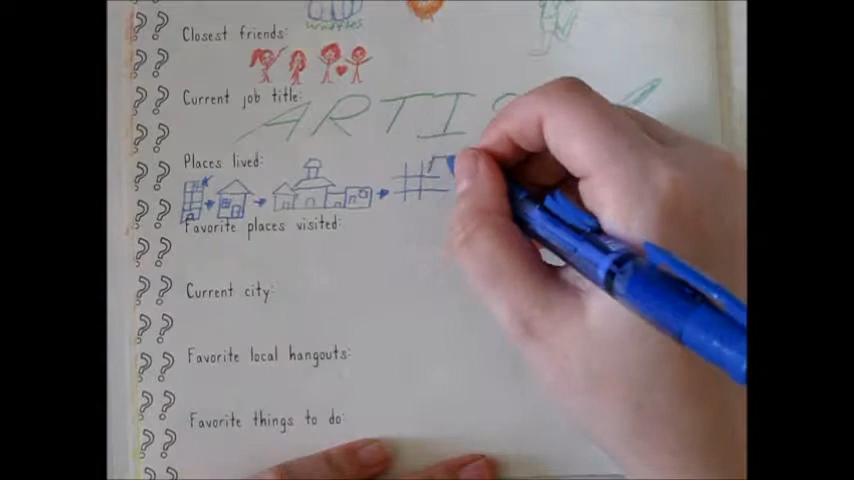 Closest friends:
Current job title:
ARTIS
Places lived:
Favorite places visited:
Current city:
Favorite local hangouts:
Favorite things to do: